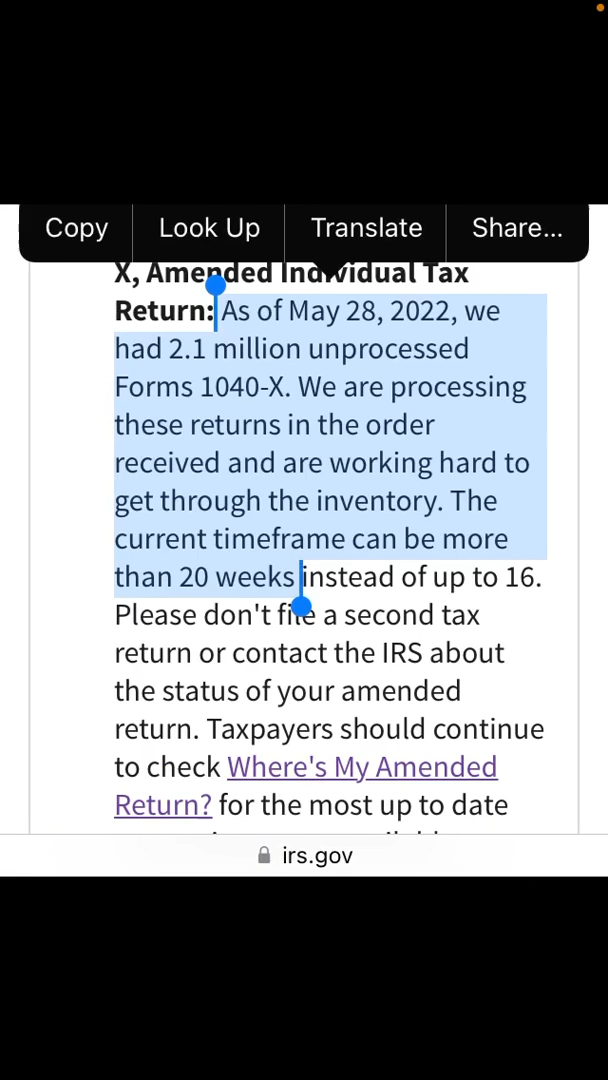 Copy
Look Up
Translate
Share...
X, Amended Individual Tax
Return: As of May 28, 2022, we
had 2.1 million unprocessed
Forms 1040-X. We are processing
these returns in the order
received and are working hard to
get through the inventory. The
current timeframe can be more
than 20 weeks instead of up to 16.
Please don't file a second tax
return or contact the IRS about
the status of your amended
return. Taxpayers should continue
to check Where's My Amended
Return? for the most up to date
irs.gov